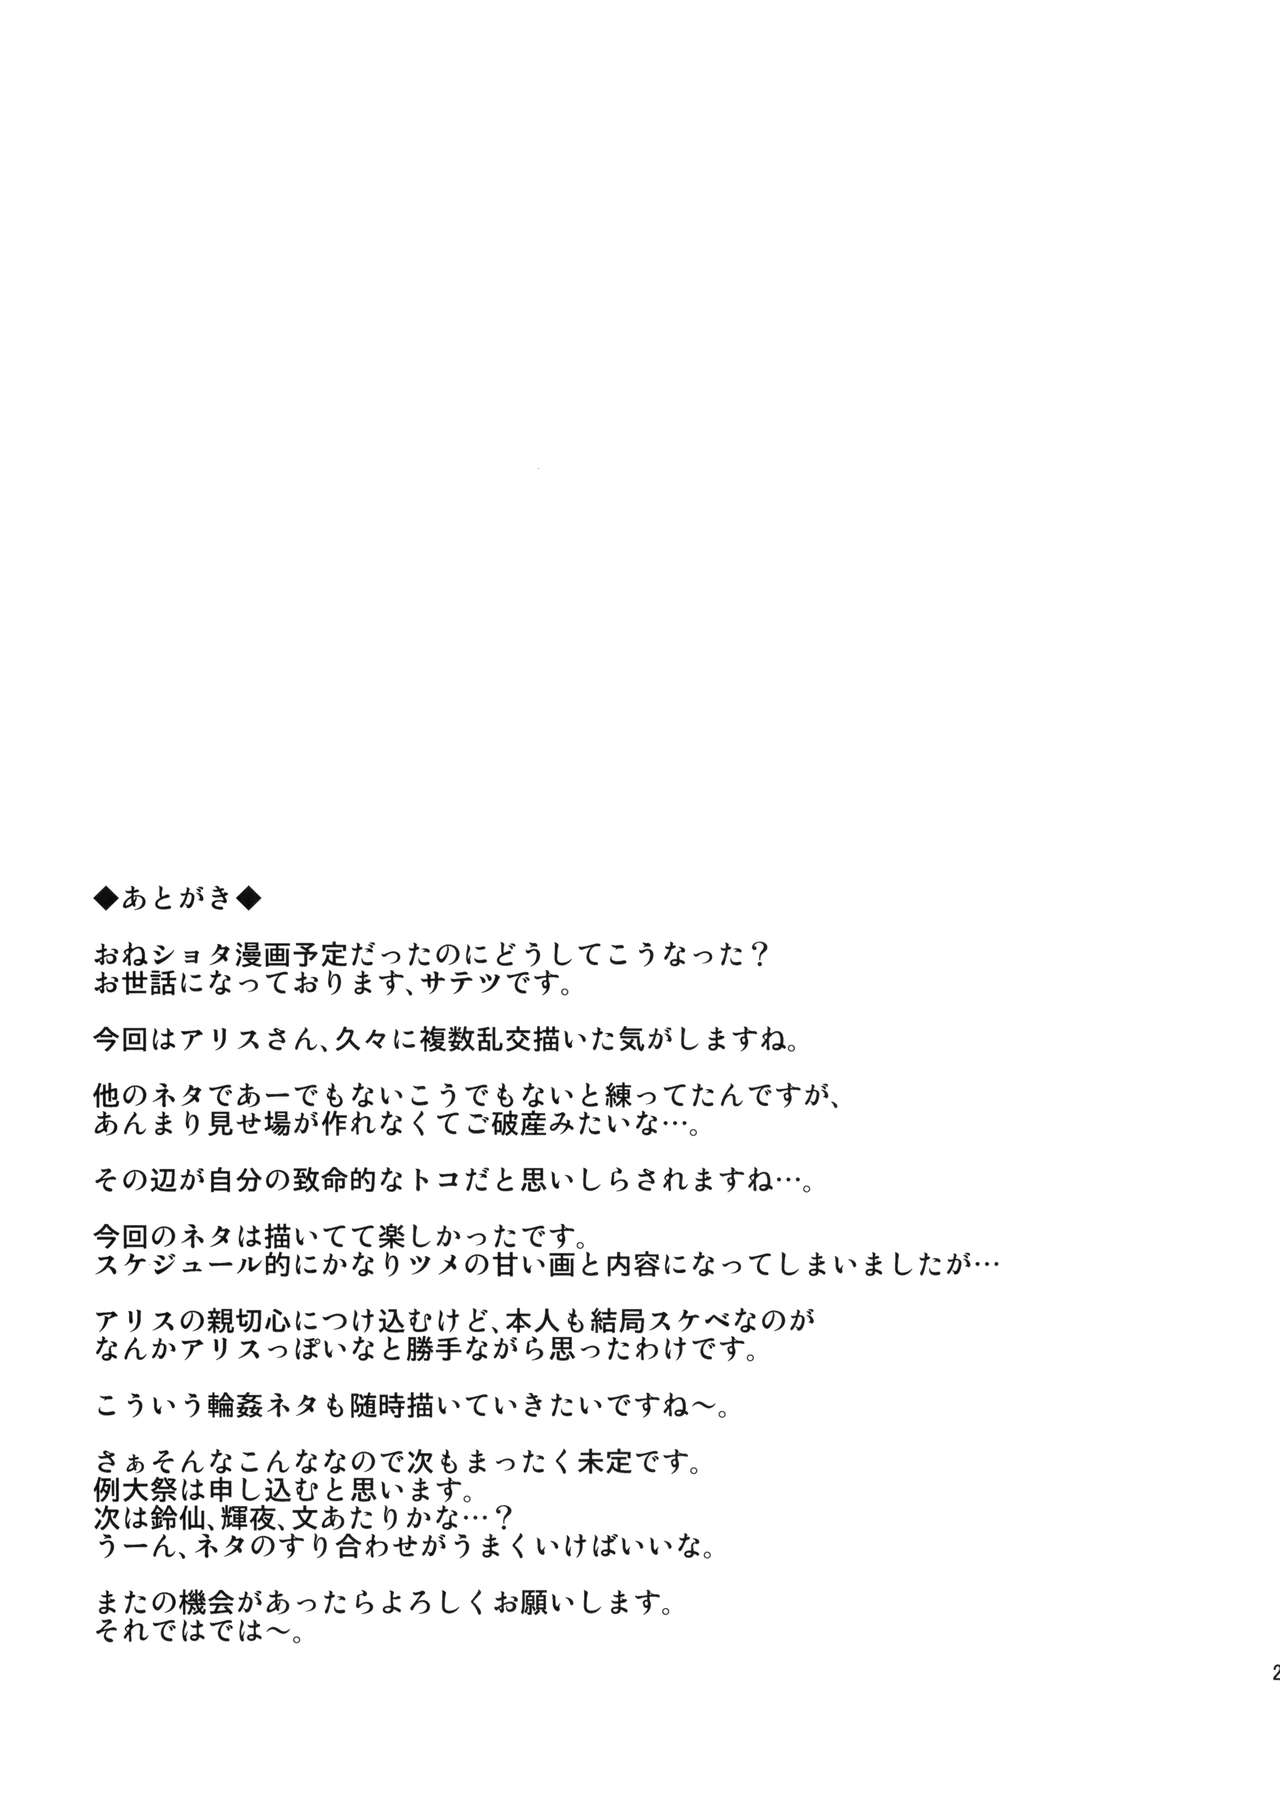 ◆あとがき◆
おねショタ漫画予定だったのにどうしてこうなった？
お世話になっております、サテツです。
今回はアリスさん、久々に複数乱交描いた気がしますね。
他のネタであーでもないこうでもないと練ってたんですが、
あんまり見せ場が作れなくてご破産みたいな…。
その辺が自分の致命的なトコだと思いしらされますね…。
今回のネタは描いてて楽しかったです。
スケジュール的にかなりツメの甘い画と内容になってしまいましたが…
アリスの親切心につけ込むけど、本人も結局スケベなのが
なんかアリスっぽいなと勝手ながら思ったわけです。
こういう輪姦ネタも随時描いていきたいですね～。
さぁそんなこんななので次もまったく未定です。
例大祭は申し込むと思います。
次は鈴仙、輝夜、文あたりかな…？
うーん、ネタのすり合わせがうまくいけばいいな。
またの機会があったらよろしくお願いします。
それではでは～。
2